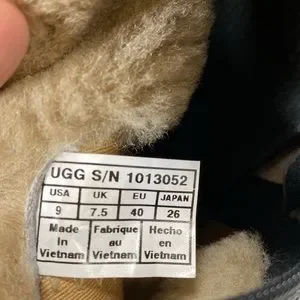 UGG S/N 1013052
USA UK EU JAPAN
9 7.5 40 26
Made Fabriqué Hecho
In au en
Vietnam Vietnam Vietnam